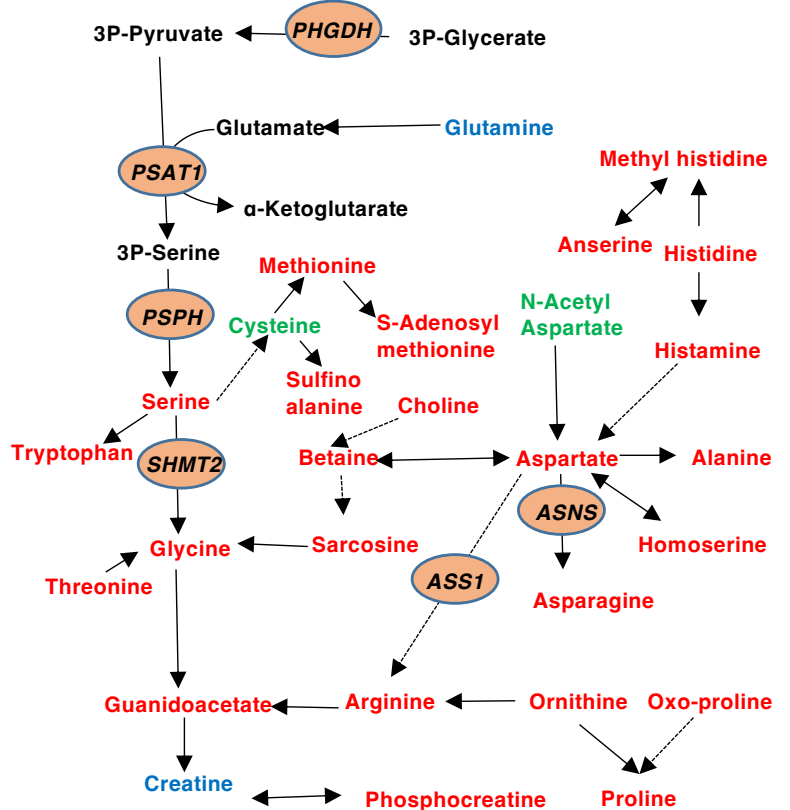 PHGDH
3P-Pyruvate
3P-Glycerate
Glutamate
Glutamine
Methyl histidine
PSAT1
α-Ketoglutarate
Anserine
Histidine
3P-Serine
Methionine
N-Acetyl
Aspartate
PSPH
Cysteine
S-Adenosyl
methionine
Histamine
Sulfino
alanine
Serine
Choline
Tryptophan
SHMT2
Betaine
Aspartate
Alanine
ASNS
Glycine
Sarcosine
Homoserine
Threonine
ASS1
Asparagine
Guanidoacetate
Arginine
Ornithine
Oxo-proline
Creatine
Phosphocreatine
Proline